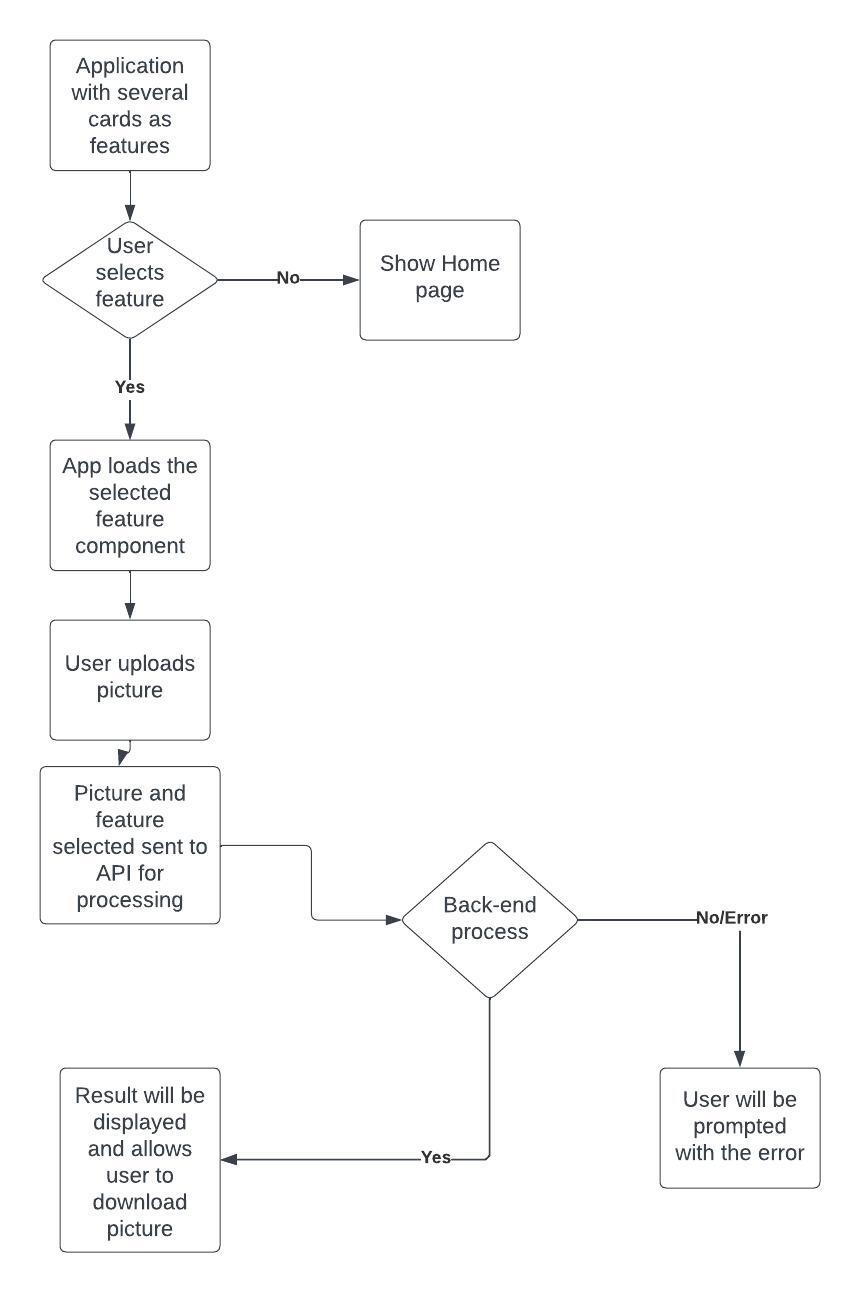 Application
with several
cards as
features
User
selects
feature
No
Show Home
page
Yes
App loads the
selected
feature
component
User uploads
picture
Picture and
feature
selected sent to
API for
processing
Back-end
process
No/Error
User will be
prompted
with the error
Yes
Result will be
displayed
and allows
user to
download
picture